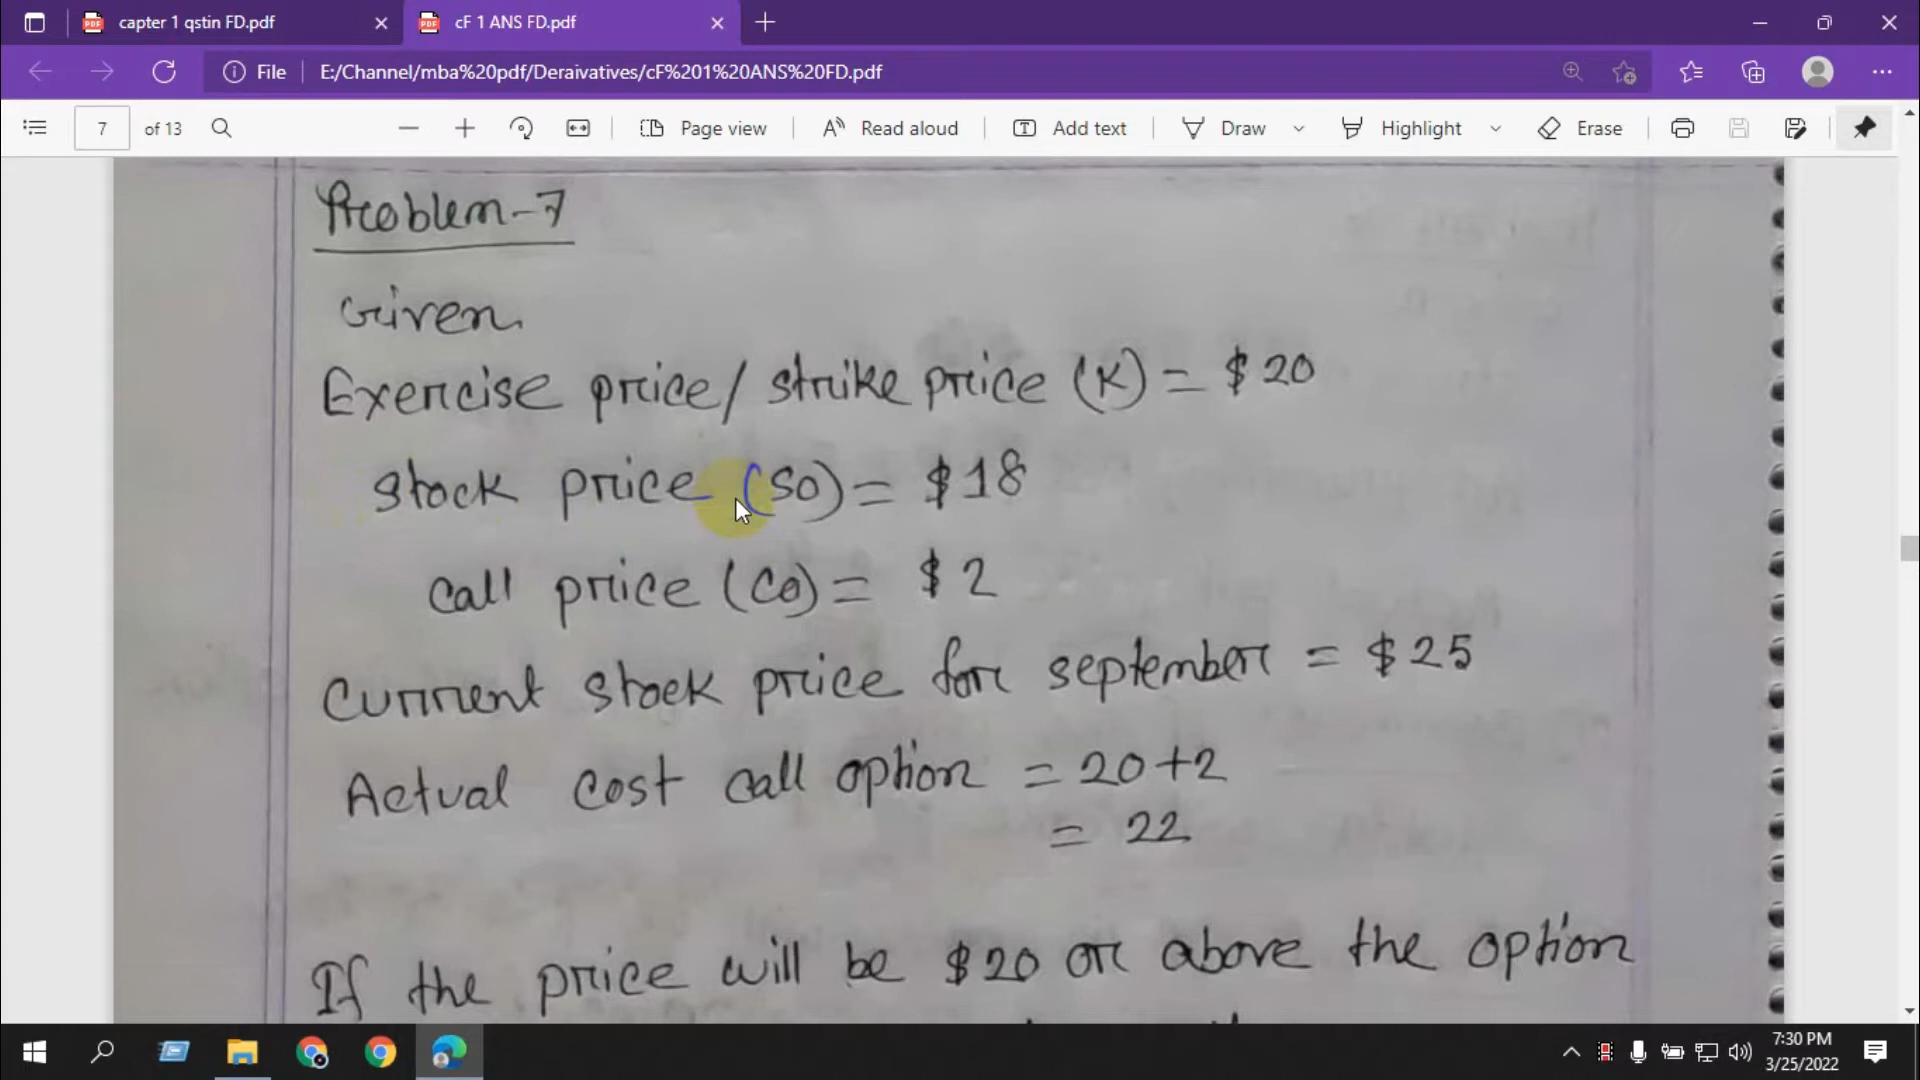 capter 1 qstin FD.pdf
cF 1 ANS FD.pdf
File
E:/Channel/mba%20pdf/Deraivatives/cF%201%20ANS%20FD.pdf
7 of 13
Page view
Read aloud
Add text
Draw
Highlight
Erase
Problem-7
Given
Exercise price/strike price (K) = $20
stock price (SO) = $18
call price (CO) = $2
Current stock price for september = $25
Actual cost call option = 20+2
= 22
If the price will be $20 or above the option
7:30 PM
3/25/2022